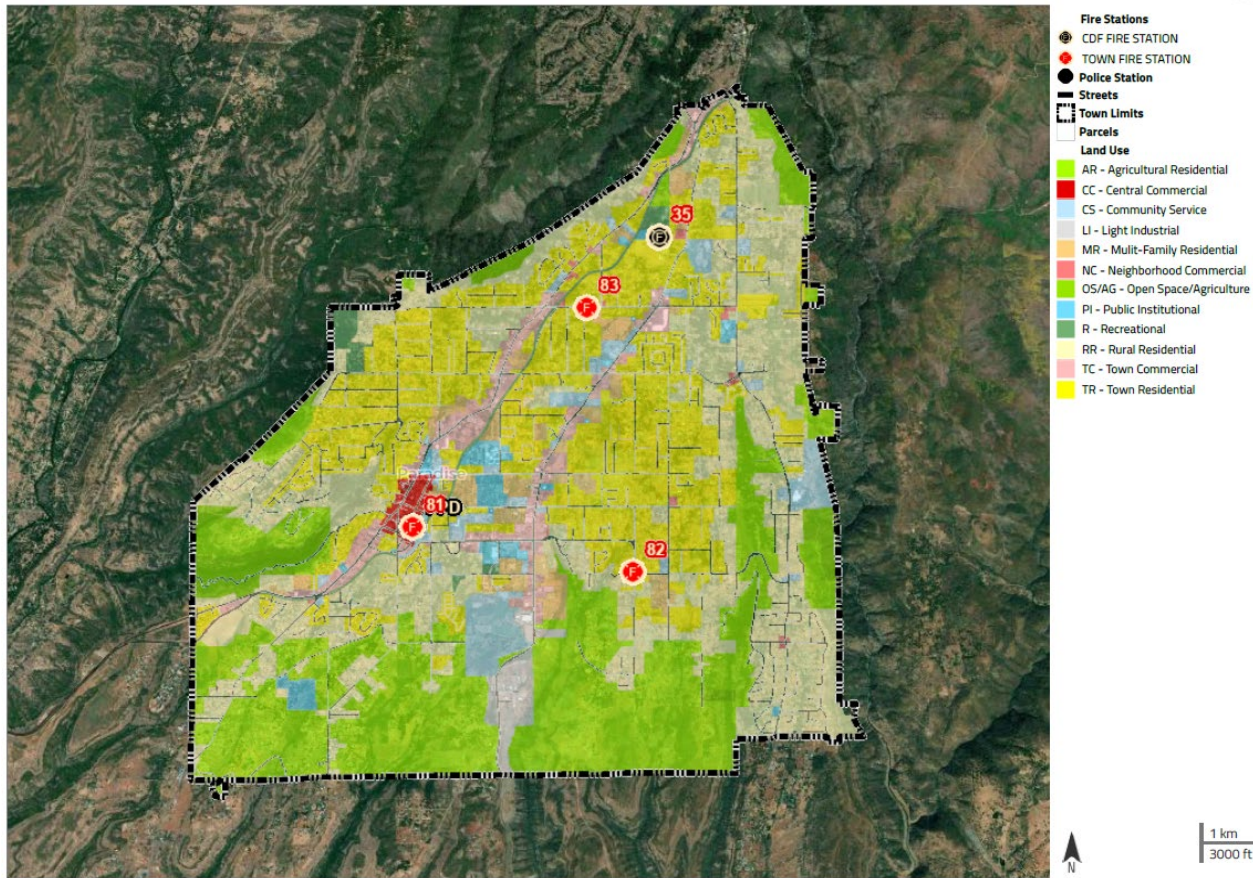 35
83
Paradise
81
PD
82
Fire Stations
F CDF FIRE STATION
F TOWN FIRE STATION
Police Station
Streets
Town Limits
Parcels
Land Use
AR - Agricultural Residential
CC - Central Commercial
CS - Community Service
LI - Light Industrial
MR - Mulit-Family Residential
NC - Neighborhood Commercial
OS/AG - Open Space/Agriculture
PI - Public Institutional
R - Recreational
RR - Rural Residential
TC - Town Commercial
TR - Town Residential
N
1 km
3000 ft